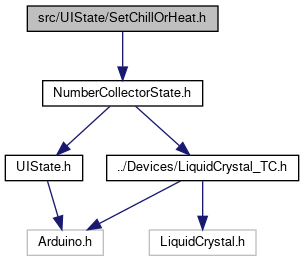 src/UIState/SetChillOrHeat.h
NumberCollectorState.h
UIState.h
../Devices/LiquidCrystal_TC.h
Arduino.h
LiquidCrystal.h